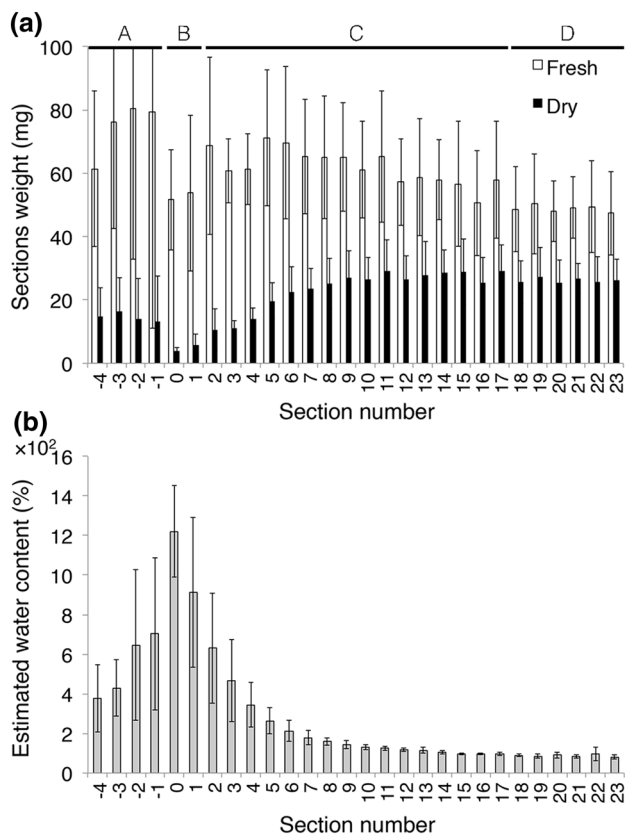 (a)
A B C D
100
80
60
40
20
0
Sections weight (mg)
Fresh
Dry
-4 -3 -2 -1 0 1 2 3 4 5 6 7 8 9 10 11 12 13 14 15 16 17 18 19 20 21 22 23
Section number
(b)
×10²
16
14
12
10
8
6
4
2
0
Estimated water content (%)
-4 -3 -2 -1 0 1 2 3 4 5 6 7 8 9 10 11 12 13 14 15 16 17 18 19 20 21 22 23
Section number